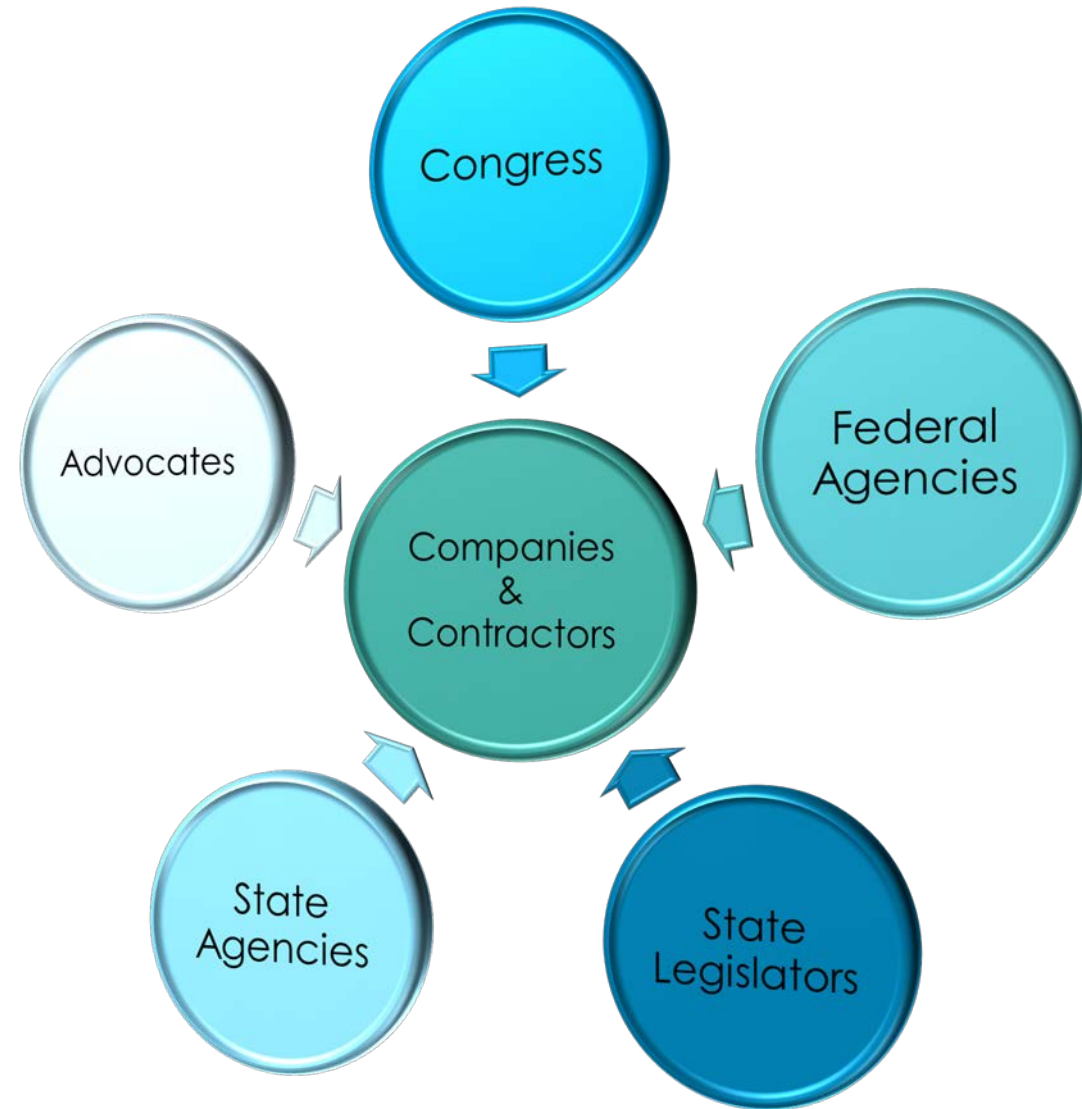 Congress
Federal
Agencies
State
Legislators
State
Agencies
Advocates
Companies
&
Contractors